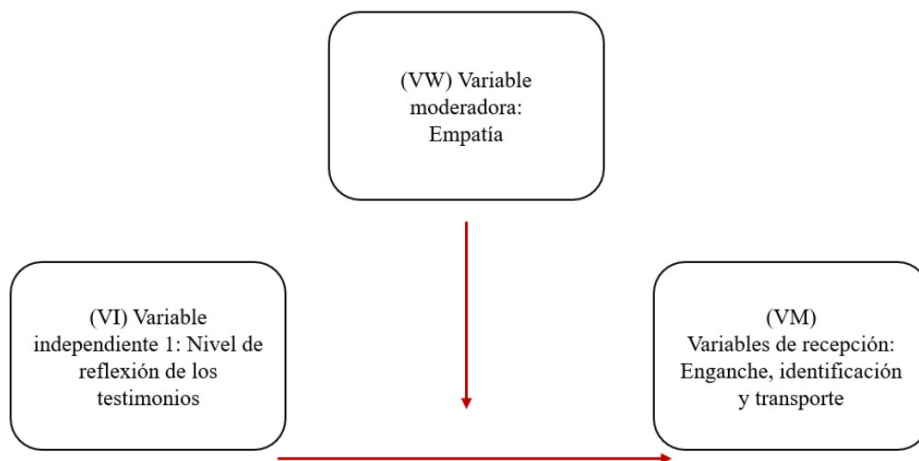 (VW) Variable
moderadora:
Empatía
(VI) Variable
independiente 1: Nivel de
reflexión de los
testimonios
(VM)
Variables de recepción:
Enganche, identificación
y transporte